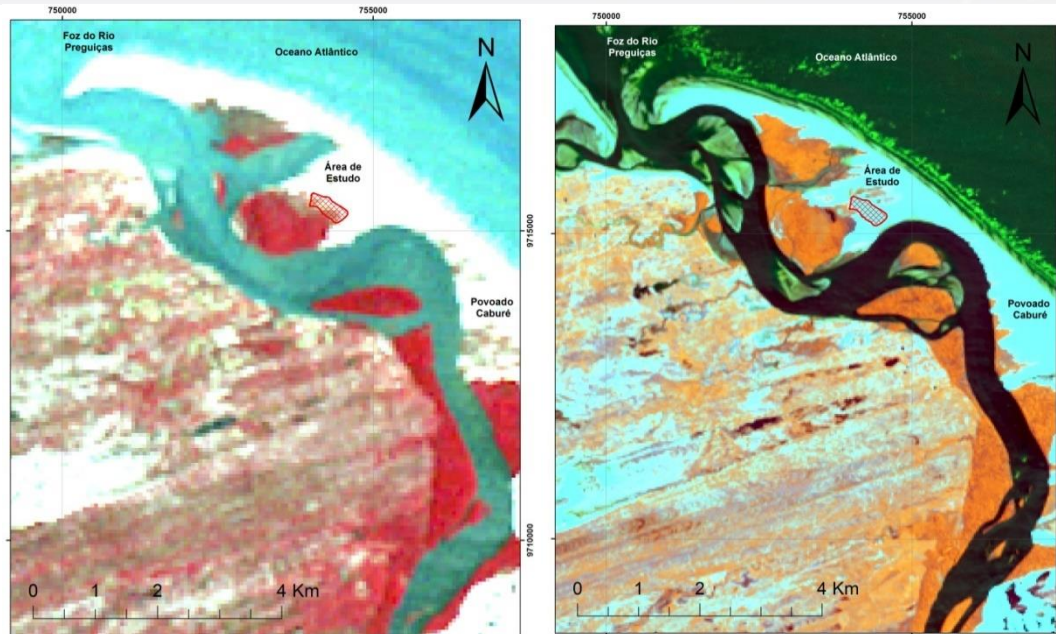 750000
755000
Foz do Rio
Preguiças
Oceano Atlântico
N
Área de
Estudo
9715000
Povoado
Caburé
9710000
0 1 2 4 Km
750000
755000
Foz do Rio
Preguiças
Oceano Atlântico
N
Área de
Estudo
Povoado
Caburé
0 1 2 4 Km